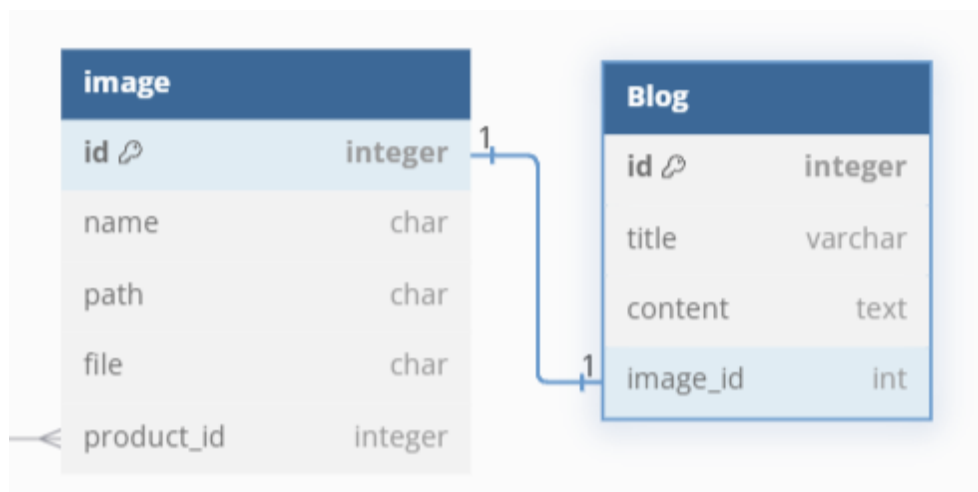 image
id integer
name char
path char
file char
product_id integer
1
1
Blog
id integer
title varchar
content text
image_id int